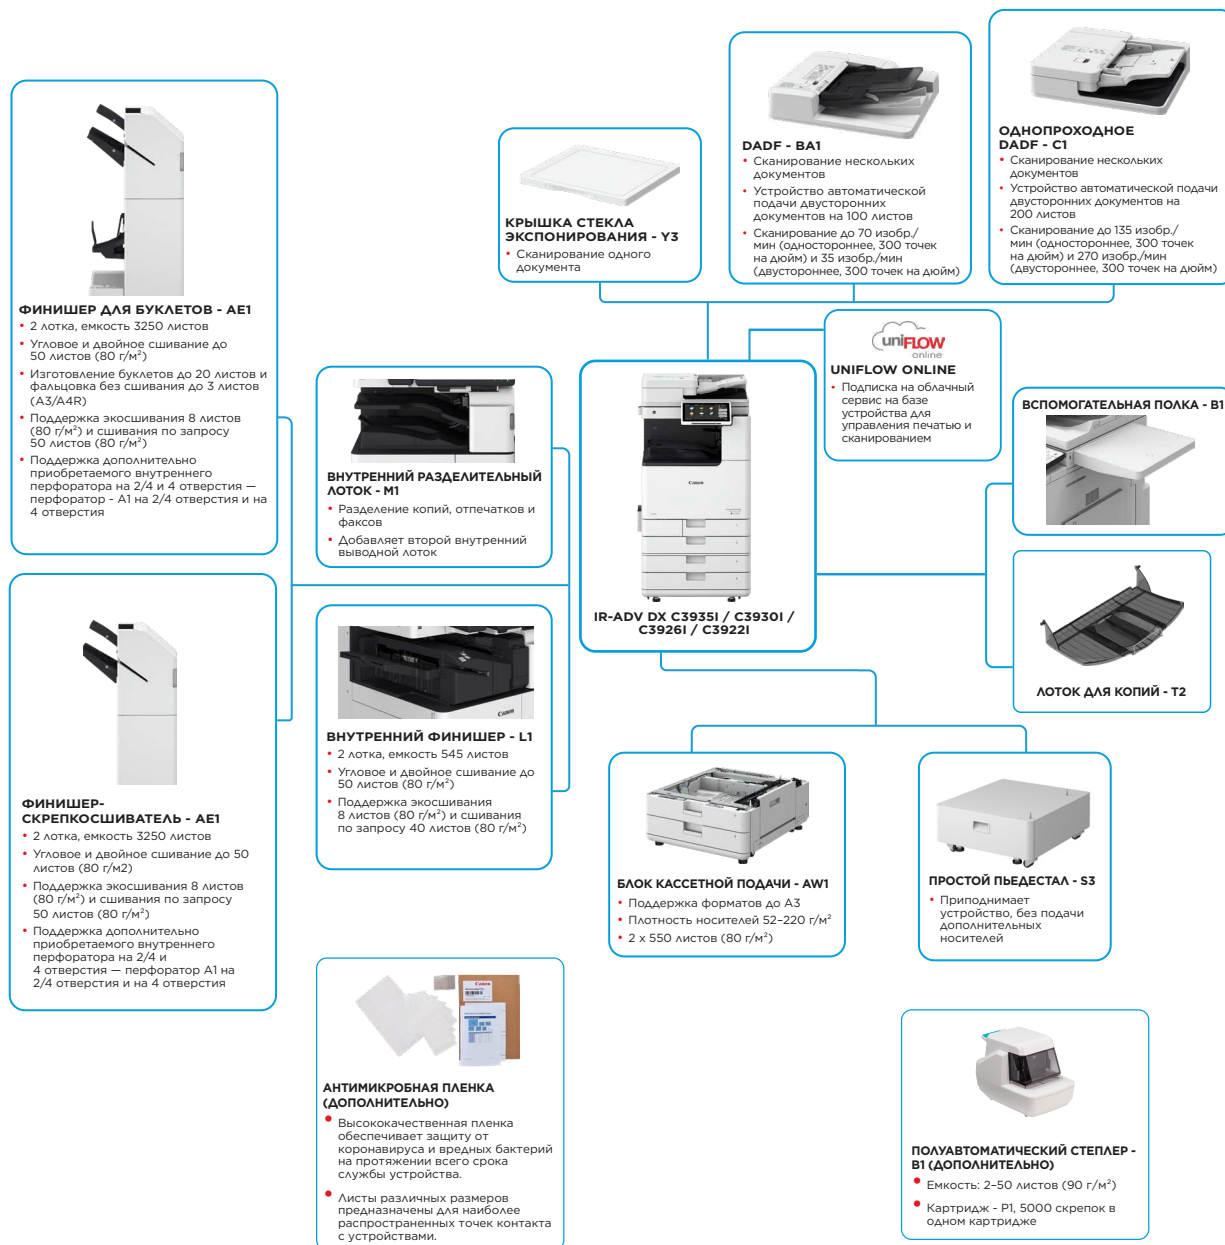 ФИНИШЕР ДЛЯ БУКЛЕТОВ - AE1
• 2 лотка, емкость 3250 листов
• Угловое и двойное сшивание до
50 листов (80 г/м²)
• Изготовление буклетов до 20 листов и
фальцовка без сшивания до 3 листов
(A3/A4R)
• Поддержка экосшивания 8 листов
(80 г/м²) и сшивания по запросу
50 листов (80 г/м²)
• Поддержка дополнительно
приобретаемого внутреннего
перфоратора на 2/4 и 4 отверстия —
перфоратор - A1 на 2/4 отверстия и на
4 отверстия
ФИНИШЕР-
СКРЕПКОСШИВАТЕЛЬ - AE1
• 2 лотка, емкость 3250 листов
• Угловое и двойное сшивание до 50
листов (80 г/м2)
• Поддержка экосшивания 8 листов
(80 г/м²) и сшивания по запросу
50 листов (80 г/м²)
• Поддержка дополнительно
приобретаемого внутреннего
перфоратора на 2/4 и
4 отверстия — перфоратор A1 на
2/4 отверстия и на 4 отверстия
ВНУТРЕННИЙ РАЗДЕЛИТЕЛЬНЫЙ
ЛОТОК - M1
• Разделение копий, отпечатков и
факсов
• Добавляет второй внутренний
выводной лоток
Canon
ВНУТРЕННИЙ ФИНИШЕР - L1
• 2 лотка, емкость 545 листов
• Угловое и двойное сшивание до
50 листов (80 г/м²)
• Поддержка экосшивания
8 листов (80 г/м²) и сшивания
по запросу 40 листов (80 г/м²)
Canon
АНТИМИКРОБНАЯ ПЛЕНКА
(ДОПОЛНИТЕЛЬНО)
• Высококачественная пленка
обеспечивает защиту от
коронавируса и вредных бактерий
на протяжении всего срока
службы устройства.
• Листы различных размеров
предназначены для наиболее
распространенных точек контакта
с устройствами.
КРЫШКА СТЕКЛА
ЭКСПОНИРОВАНИЯ - Y3
• Сканирование одного
документа
DADF - BA1
• Сканирование нескольких
документов
• Устройство автоматической
подачи двусторонних
документов на 100 листов
• Сканирование до 70 изобр./
мин (одностороннее, 300 точек
на дюйм) и 35 изобр./мин
(двустороннее, 300 точек на дюйм)
ОДНОПРОХОДНОЕ
DADF - C1
• Сканирование нескольких
документов
• Устройство автоматической подачи
двусторонних документов на
200 листов
• Сканирование до 135 изобр./
мин (одностороннее, 300 точек
на дюйм) и 270 изобр./мин
(двустороннее, 300 точек на дюйм)
uniFLOW
online
UNIFLOW ONLINE
• Подписка на облачный
сервис на базе
устройства для
управления печатью и
сканированием
Canon
IR-ADV DX C3935I / C3930I /
C3926I / C3922I
ВСПОМОГАТЕЛЬНАЯ ПОЛКА - B1
ЛОТОК ДЛЯ КОПИЙ - T2
БЛОК КАССЕТНОЙ ПОДАЧИ - AW1
• Поддержка форматов до A3
• Плотность носителей 52-220 г/м²
• 2 x 550 листов (80 г/м²)
ПРОСТОЙ ПЬЕДЕСТАЛ - S3
• Приподнимает
устройство, без подачи
дополнительных
носителей
ПОЛУАВТОМАТИЧЕСКИЙ СТЕПЛЕР -
B1 (ДОПОЛНИТЕЛЬНО)
• Емкость: 2-50 листов (90 г/м²)
• Картридж - P1, 5000 скрепок в
одном картридже